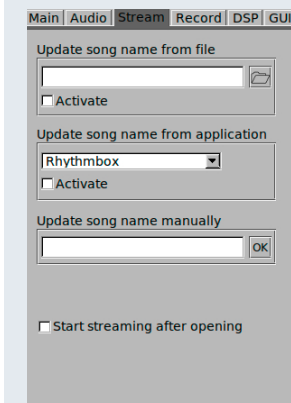 Main Audio Stream Record DSP GUI
Update song name from file
Activate
Update song name from application
Rhythmbox
Activate
Update song name manually
OK
Start streaming after opening